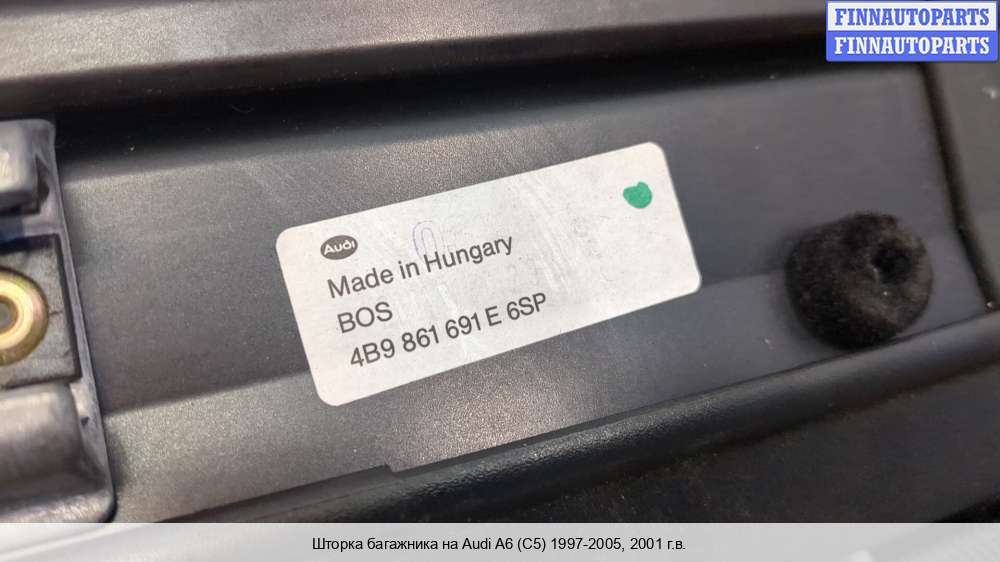 FINNAUTOPARTS
FINNAUTOPARTS
Audi
Made in Hungary
BOS
4B9 861 691 E 6SP
Шторка багажника на Audi A6 (C5) 1997-2005, 2001 г.в.